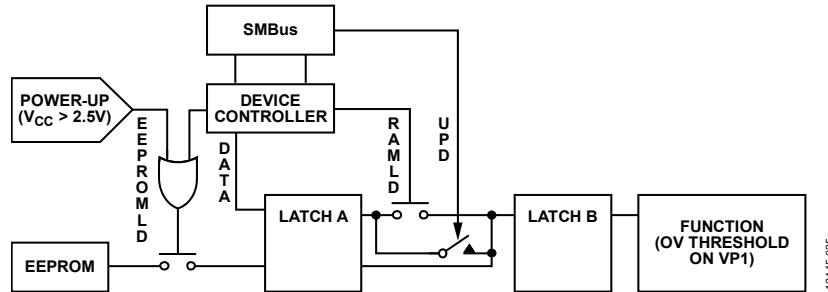 SMBus
POWER-UP
(VCC > 2.5V)
DEVICE
CONTROLLER
EEPROMLD
DATA
RAMLD
UPD
LATCH A
LATCH B
FUNCTION
(OV THRESHOLD
ON VP1)
EEPROM